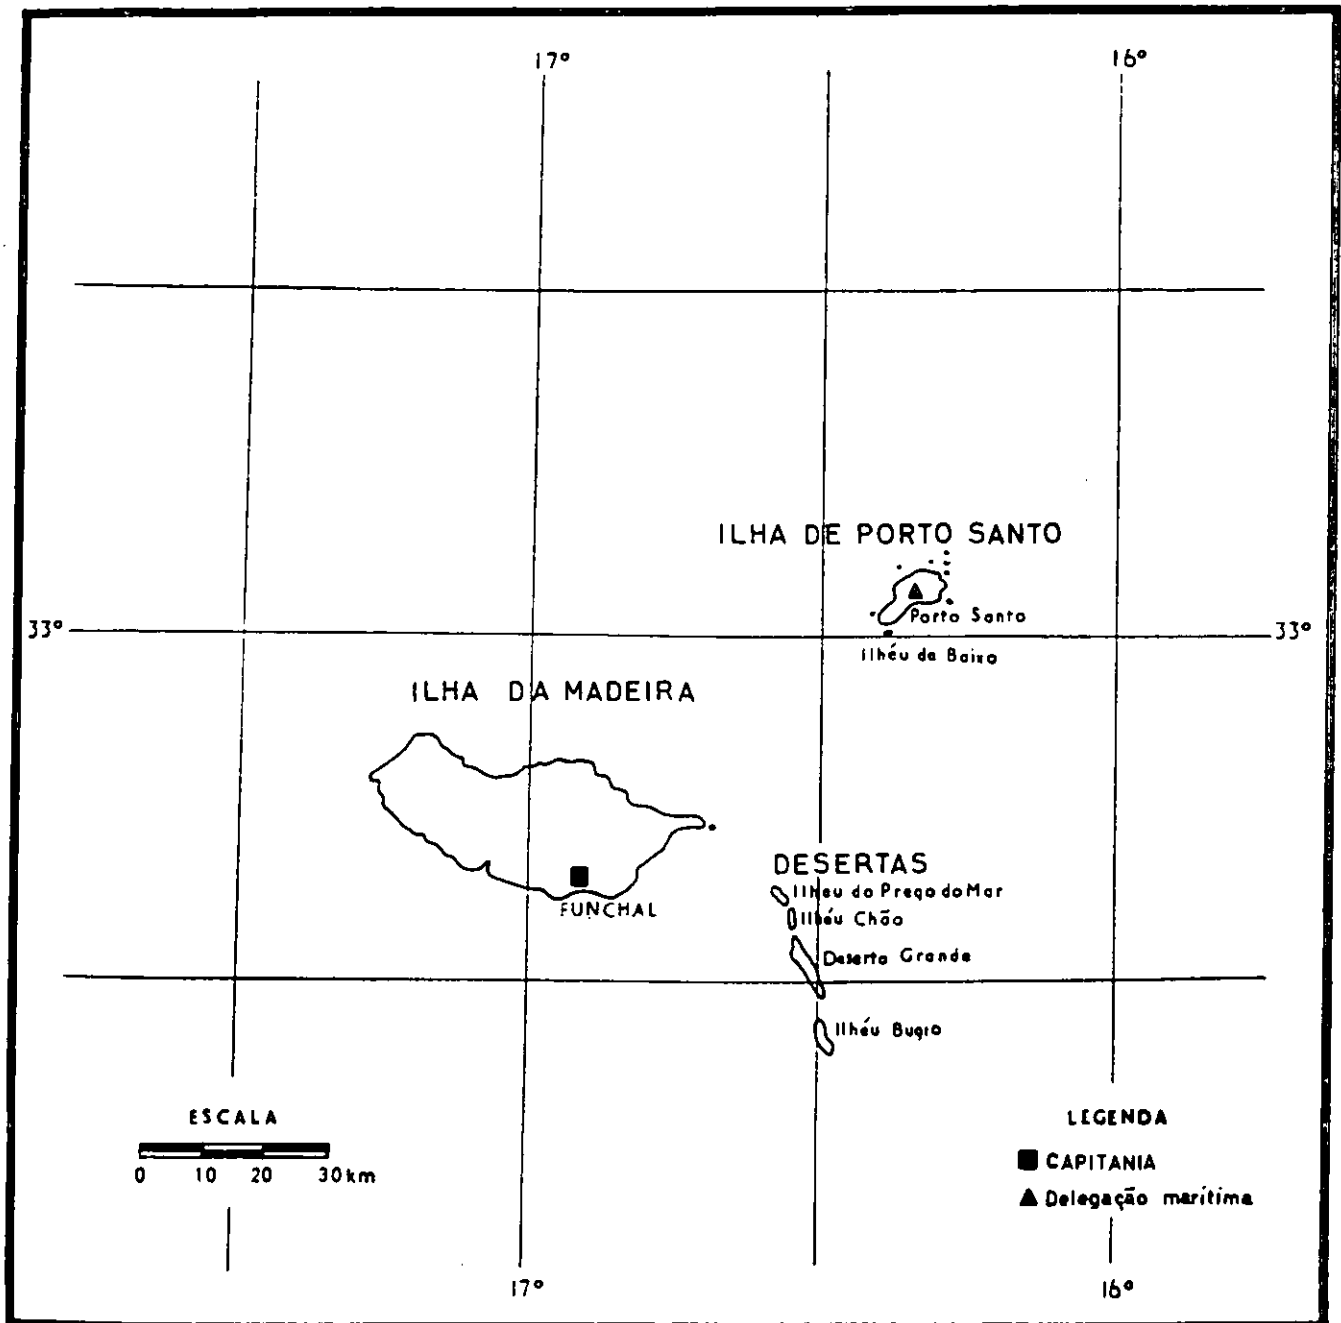 17° 16°
ILHA DE PORTO SANTO
Porto Santo
33° 33°
Ilhéu de Baixo
ILHA DA MADEIRA
DESERTAS
Ilheu do Prego do Mar
FUNCHAL
Ilhéu Chão
Deserta Grande
Ilhéu Bugio
ESCALA
0 10 20 30km
LEGENDA
CAPITANIA
Delegação marítima
17° 16°